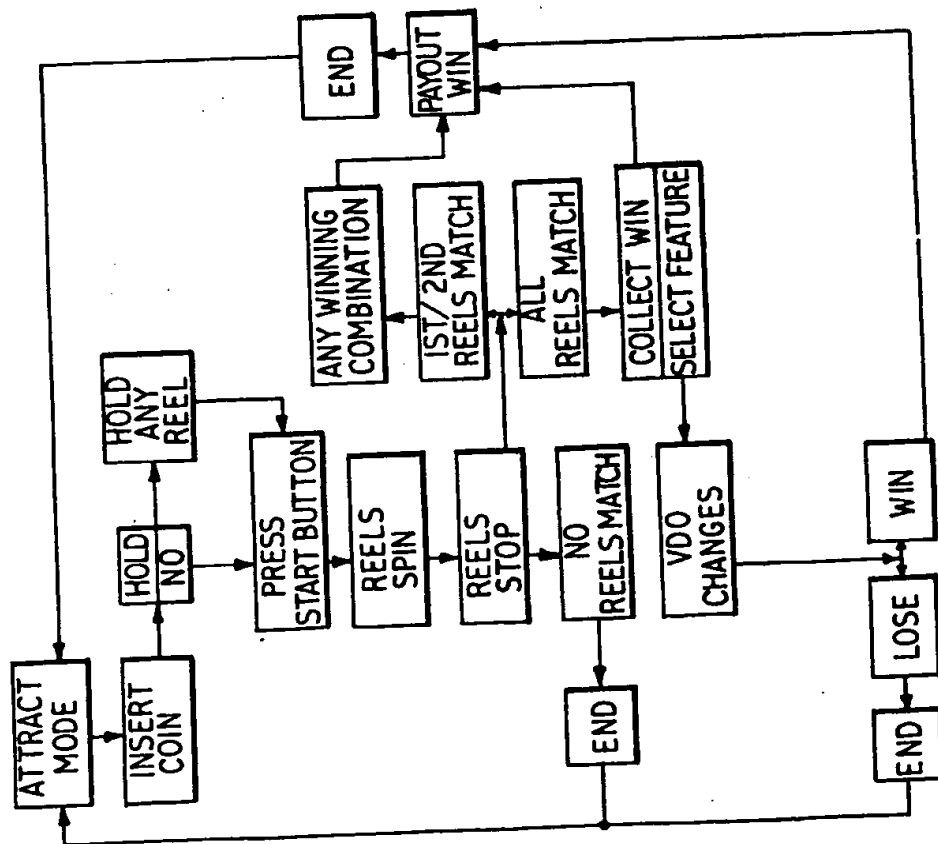 ATTRACT
MODE
INSERT
COIN
HOLD
NO
HOLD
ANY
REEL
PRESS
START BUTTON
REELS
SPIN
REELS
STOP
NO
REELS MATCH
END
ANY WINNING
COMBINATION
IST/2ND
REELS MATCH
ALL
REELS MATCH
COLLECT WIN
SELECT FEATURE
PAYOUT
WIN
END
VDO
CHANGES
WIN
LOSE
END